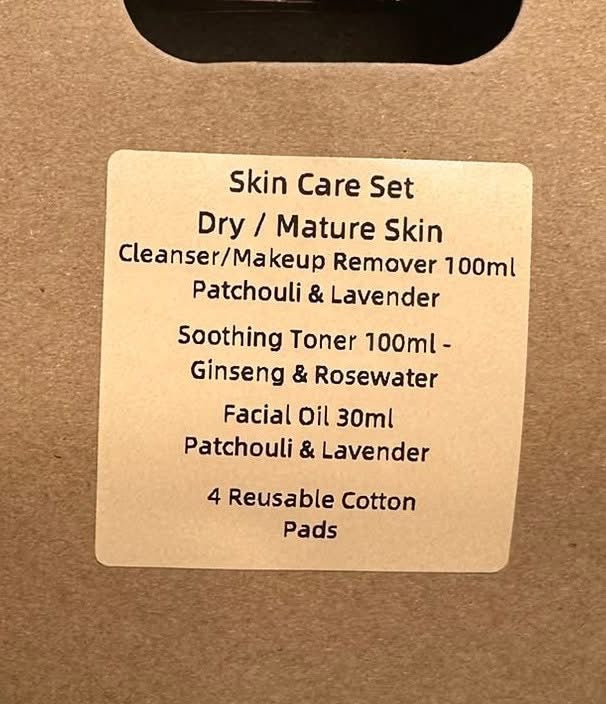 Skin Care Set
Dry / Mature Skin
Cleanser/Makeup Remover 100ml
Patchouli & Lavender
Soothing Toner 100ml -
Ginseng & Rosewater
Facial Oil 30ml
Patchouli & Lavender
4 Reusable Cotton
Pads